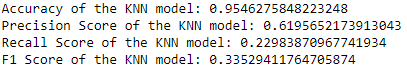 Accuracy of the KNN model: 0.9546275848223248
Precision Score of the KNN model: 0.6195652173913043
Recall Score of the KNN model: 0.22983870967741934
F1 Score of the KNN model: 0.33529411764705874